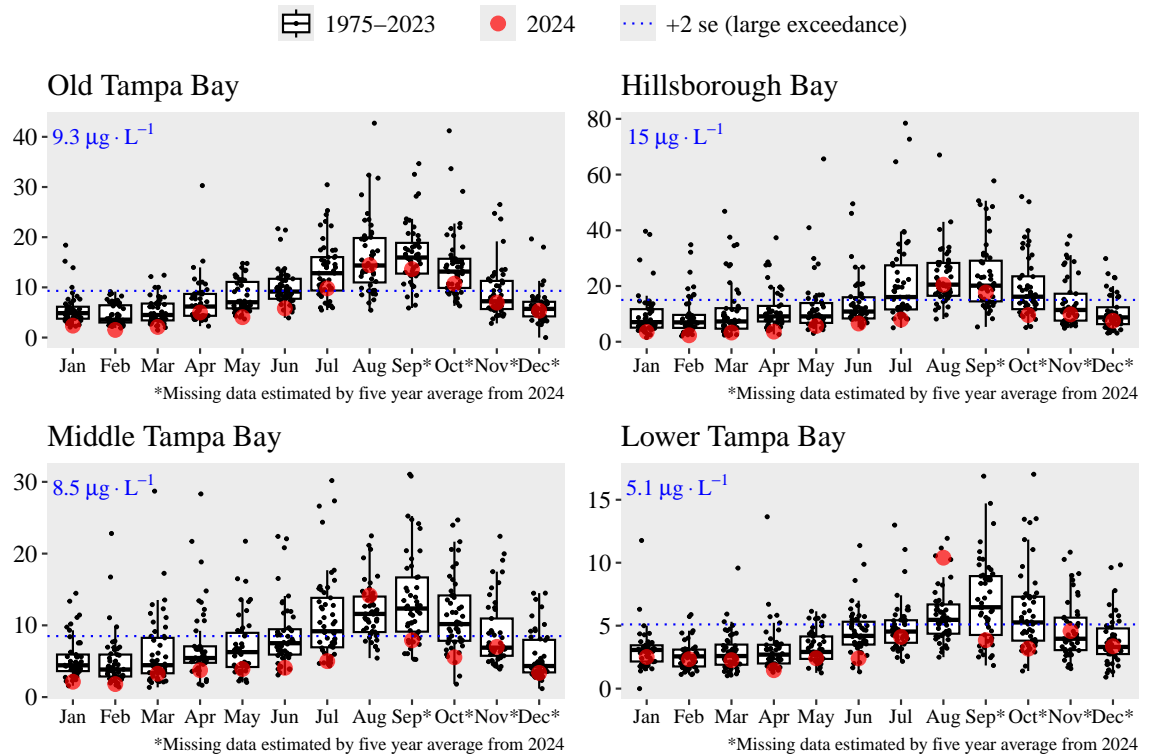 1975–2023 2024 +2 se (large exceedance)
Old Tampa Bay
9.3 μg · L⁻¹
40
30
20
10
0
Jan Feb Mar Apr May Jun Jul Aug Sep* Oct* Nov* Dec*
*Missing data estimated by five year average from 2024
Hillsborough Bay
15 μg · L⁻¹
80
60
40
20
0
Jan Feb Mar Apr May Jun Jul Aug Sep* Oct* Nov* Dec*
*Missing data estimated by five year average from 2024
Middle Tampa Bay
8.5 μg · L⁻¹
30
20
10
0
Jan Feb Mar Apr May Jun Jul Aug Sep* Oct* Nov* Dec*
*Missing data estimated by five year average from 2024
Lower Tampa Bay
5.1 μg · L⁻¹
15
10
5
0
Jan Feb Mar Apr May Jun Jul Aug Sep* Oct* Nov* Dec*
*Missing data estimated by five year average from 2024